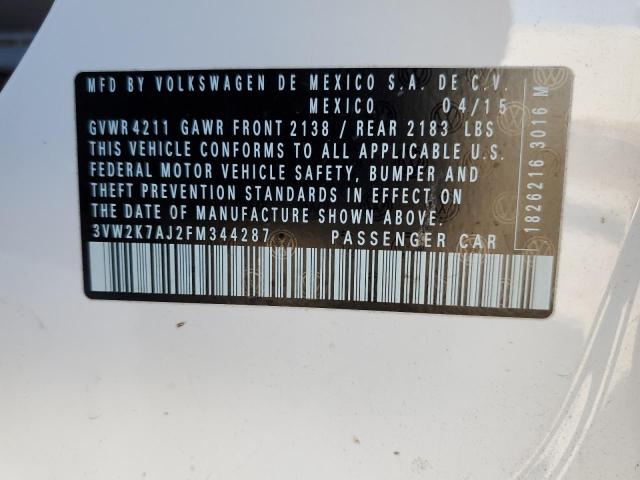 MFD BY VOLKSWAGEN DE MEXICO S.A. DE C.V.
MEXICO 04/15
GVWR 4211 GAWR FRONT 2138 / REAR 2183 LBS
THIS VEHICLE CONFORMS TO ALL APPLICABLE U.S.
FEDERAL MOTOR VEHICLE SAFETY, BUMPER AND
THEFT PREVENTION STANDARDS IN EFFECT ON
THE DATE OF MANUFACTURE SHOWN ABOVE.
3VW2K7AJ2FM344287 PASSENGER CAR
1826216 3016 M